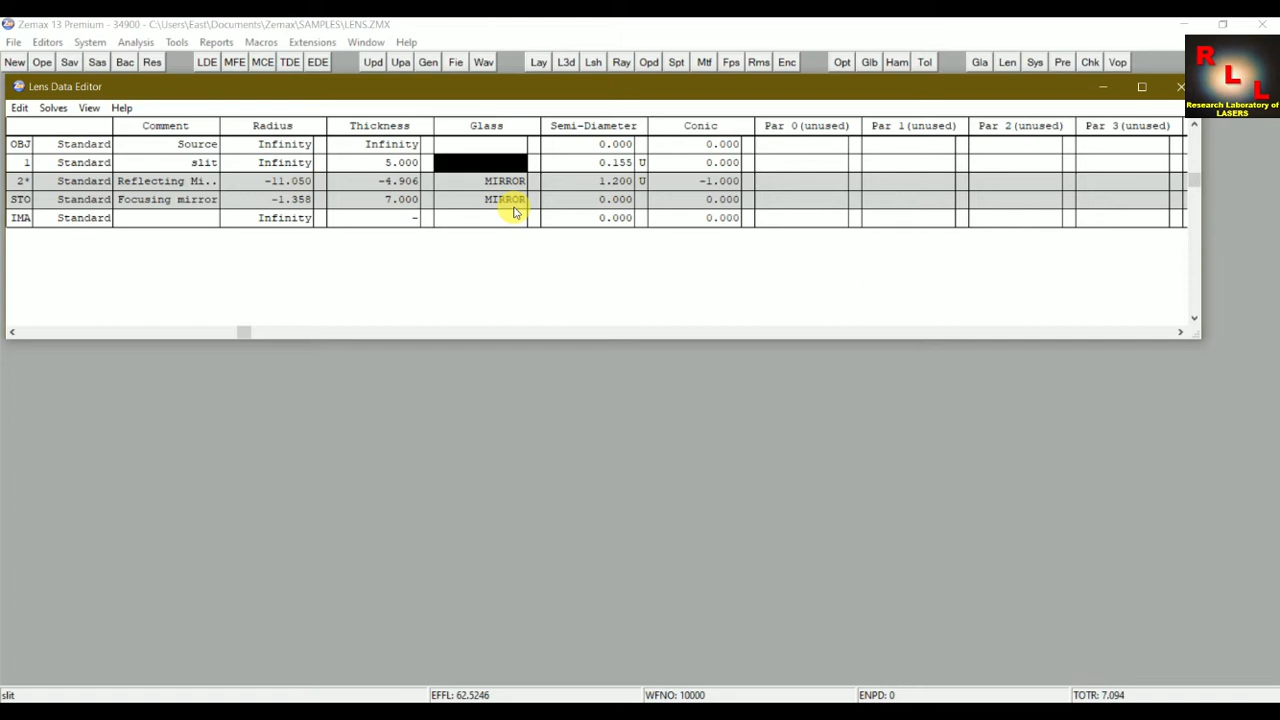 Zemax 13 Premium - 34900 - C:\Users\East\Documents\Zemax\SAMPLES\LENS.ZMX
File Editors System Analysis Tools Reports Macros Extensions Window Help
New Ope Sav Sas Bac Res LDE MFE MCE TDE EDE Upd Upa Gen Fie Wav Lay L3d Lsh Ray Opd Spt Mtf Fps Rms Enc Opt Glb Ham Tol Gla Len Sys Pre Chk Vop
R L L
Research Laboratory of
LASERS
Lens Data Editor
Edit Solves View Help
Comment Radius Thickness Glass Semi-Diameter Conic Par 0(unused) Par 1(unused) Par 2(unused) Par 3(unused)
OBJ Standard Source Infinity Infinity 0.000 0.000
1 Standard slit Infinity 5.000 0.155 U 0.000
2* Standard Reflecting Mi.. -11.050 -4.906 MIRROR 1.200 U -1.000
STO Standard Focusing mirror -1.358 7.000 MIRROR 0.000 0.000
IMA Standard Infinity - 0.000 0.000
slit EFFL: 62.5246 WFNO: 10000 ENPD: 0 TOTR: 7.094